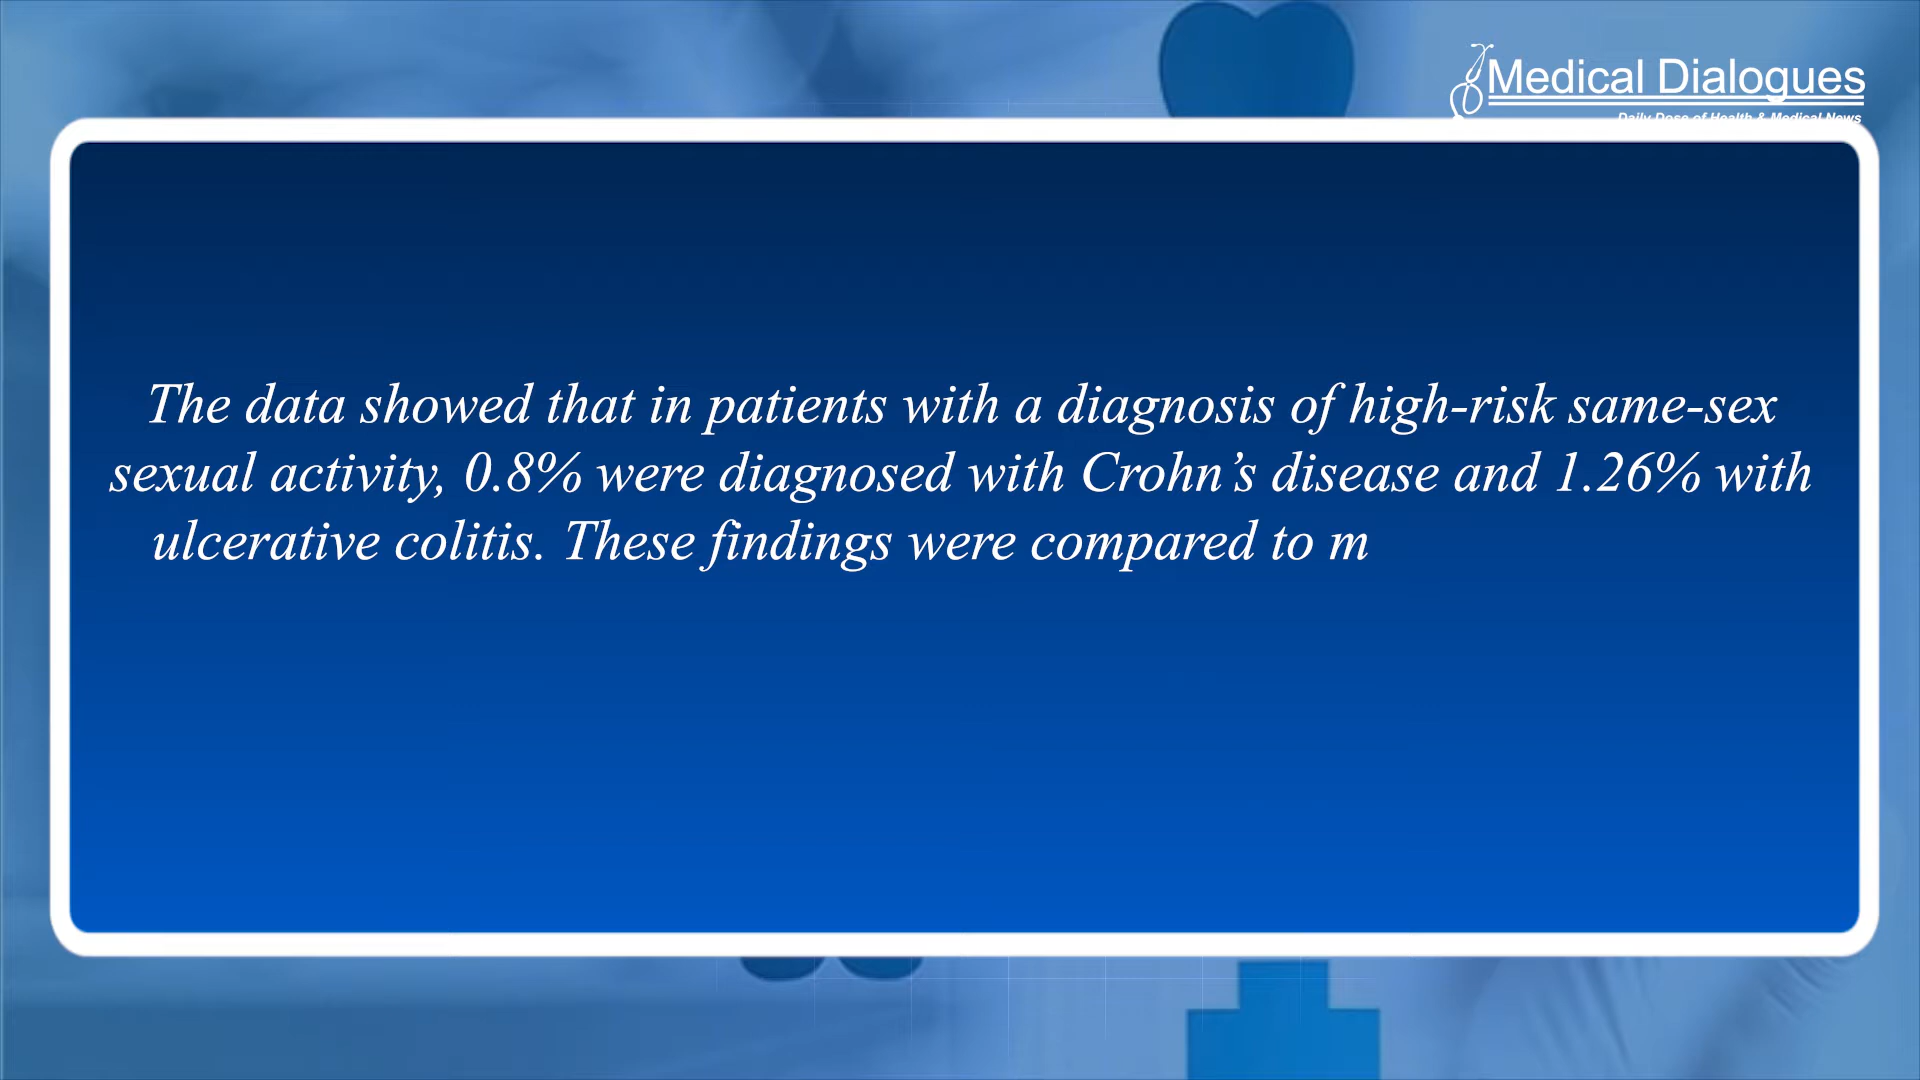 Medical Dialogues
Daily Dose of Health & Medical News
The data showed that in patients with a diagnosis of high-risk same-sex
sexual activity, 0.8% were diagnosed with Crohn’s disease and 1.26% with
ulcerative colitis. These findings were compared to m